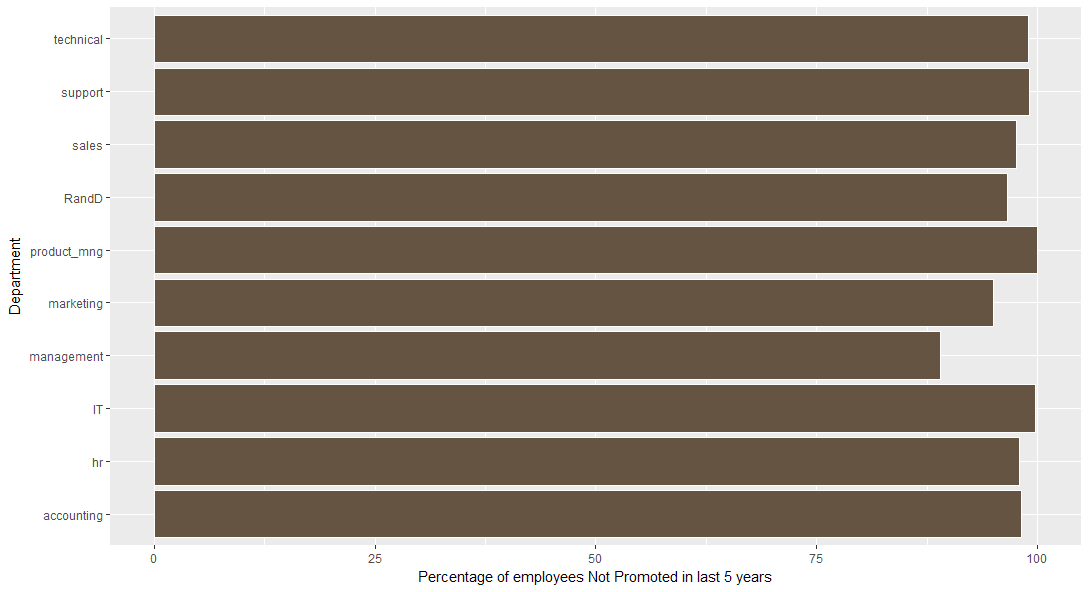 technical
support
sales
RandD
product_mng
marketing
management
IT
hr
accounting
Department
0 25 50 75 100
Percentage of employees Not Promoted in last 5 years